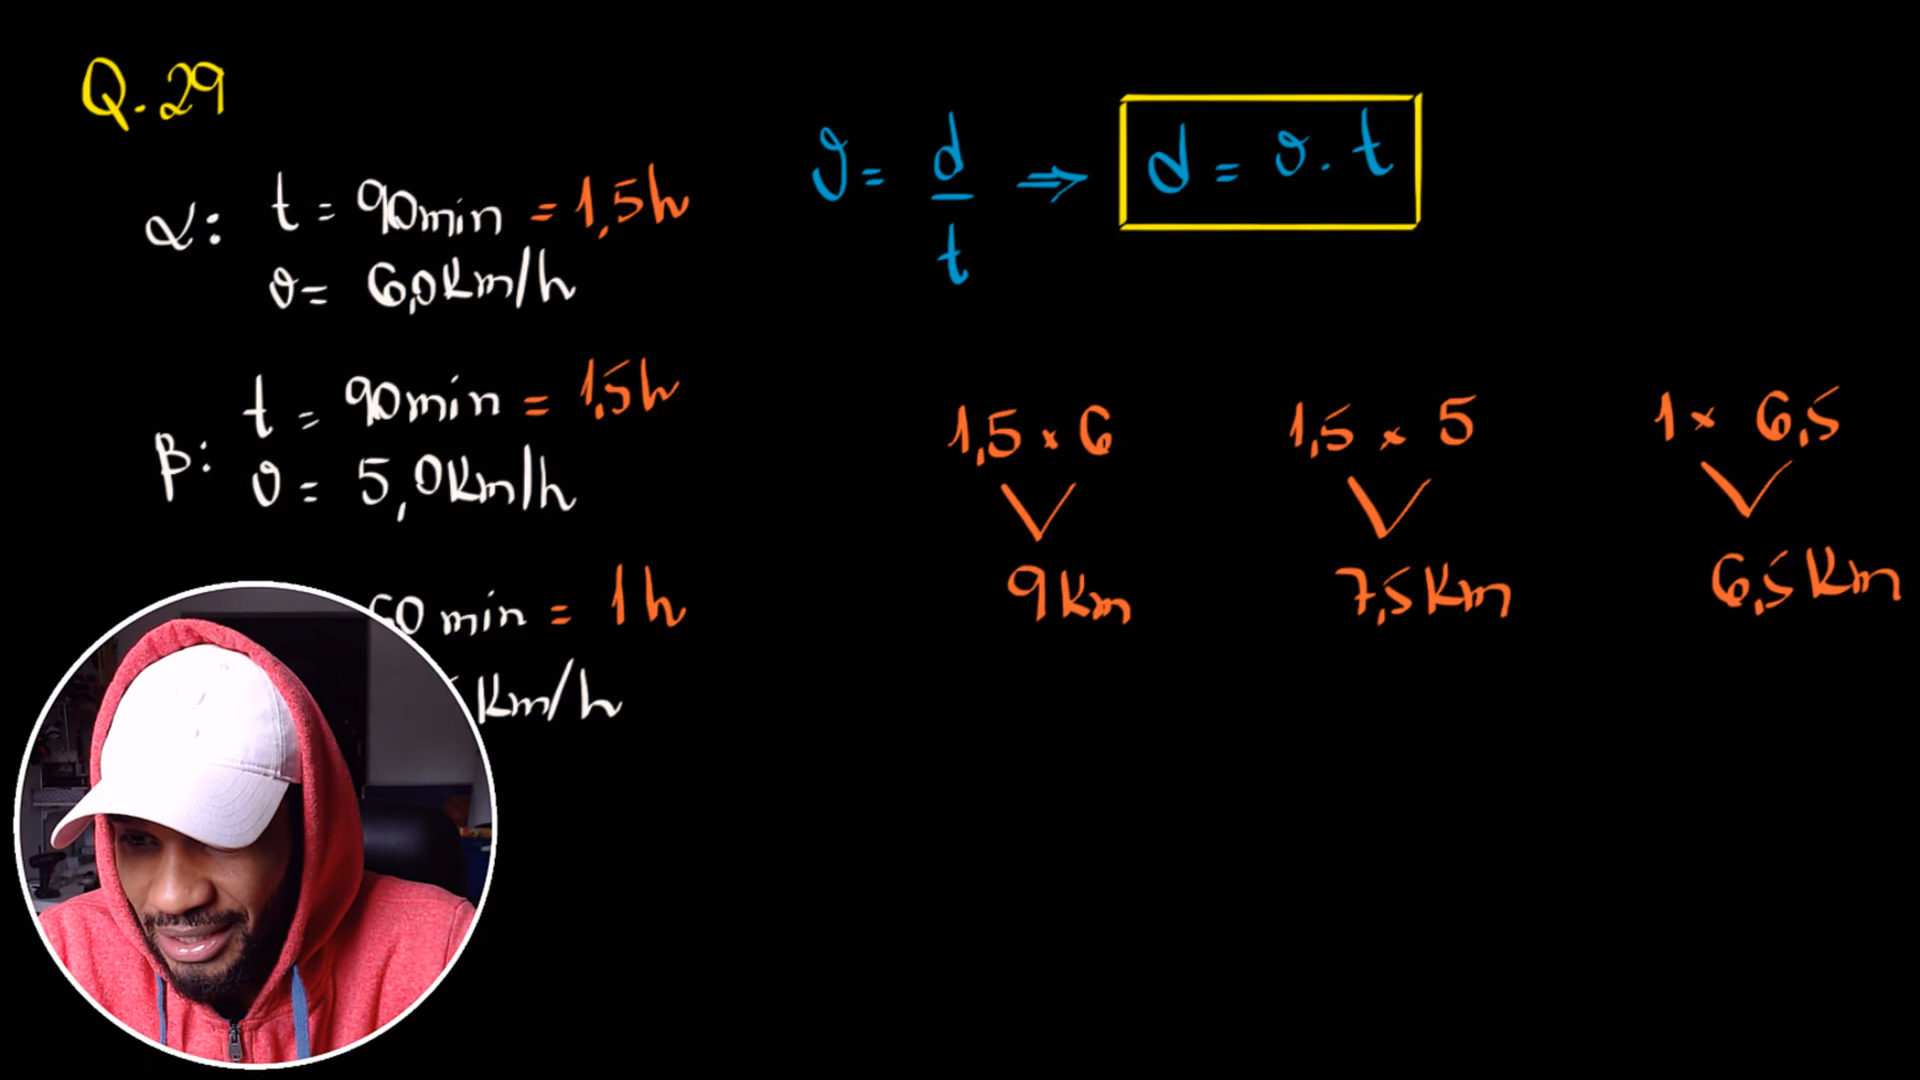 Q. 29
α: t = 90min = 1,5h
v = 6,0Km/h
β: t = 90min = 1,5h
v = 5,0Km/h
60 min = 1h
Km/h
v = d/t ⇒ d = v . t
1,5 × 6
9Km
1,5 × 5
7,5Km
1 × 6,5
6,5Km